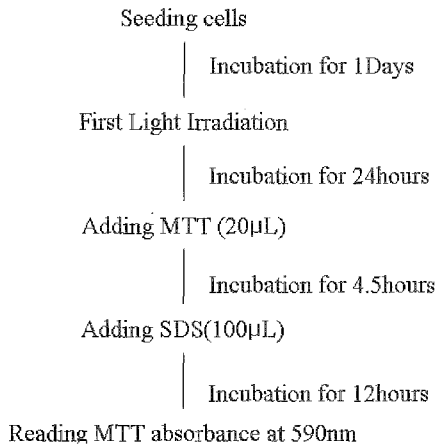 Seeding cells
Incubation for 1Days
First Light Irradiation
Incubation for 24hours
Adding MTT (20μL)
Incubation for 4.5hours
Adding SDS(100μL)
Incubation for 12hours
Reading MTT absorbance at 590nm